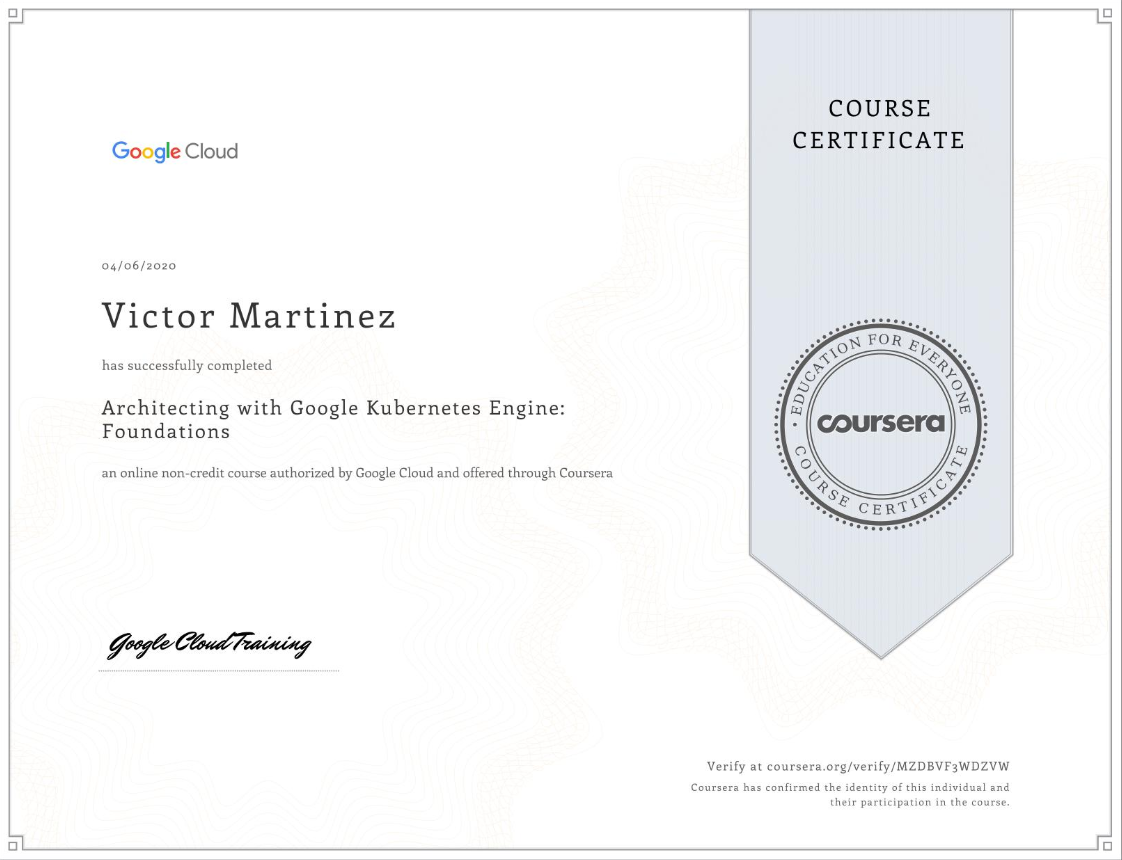 COURSE
CERTIFICATE
Google Cloud
04/06/2020
Victor Martinez
has successfully completed
Architecting with Google Kubernetes Engine:
Foundations
an online non-credit course authorized by Google Cloud and offered through Coursera
EDUCATION FOR EVERYONE
coursera
COURSE CERTIFICATE
Google Cloud Training
Verify at coursera.org/verify/MZDBVF3WDZVW
Coursera has confirmed the identity of this individual and
their participation in the course.